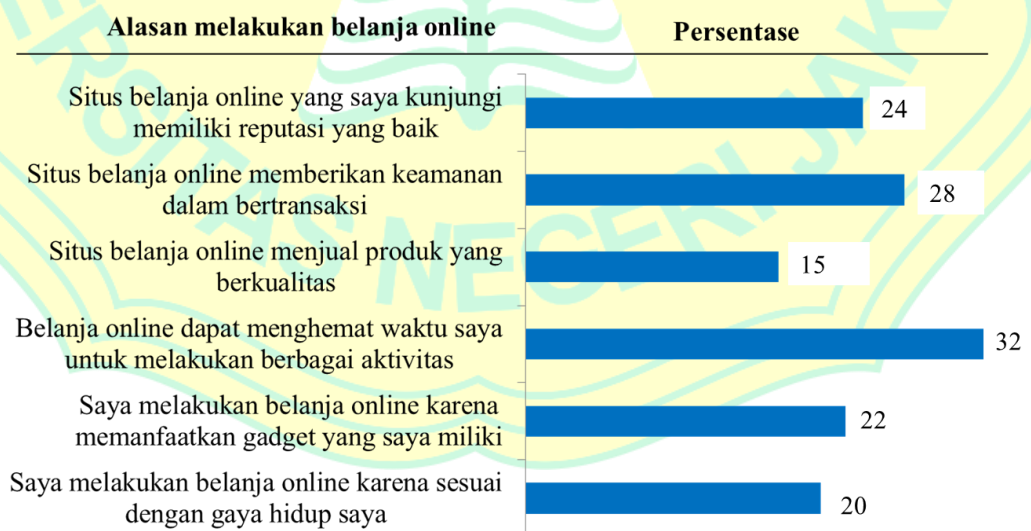 Alasan melakukan belanja online
Persentase
Situs belanja online yang saya kunjungi
memiliki reputasi yang baik
24
Situs belanja online memberikan keamanan
dalam bertransaksi
28
Situs belanja online menjual produk yang
berkualitas
15
Belanja online dapat menghemat waktu saya
untuk melakukan berbagai aktivitas
32
Saya melakukan belanja online karena
memanfaatkan gadget yang saya miliki
22
Saya melakukan belanja online karena sesuai
dengan gaya hidup saya
20